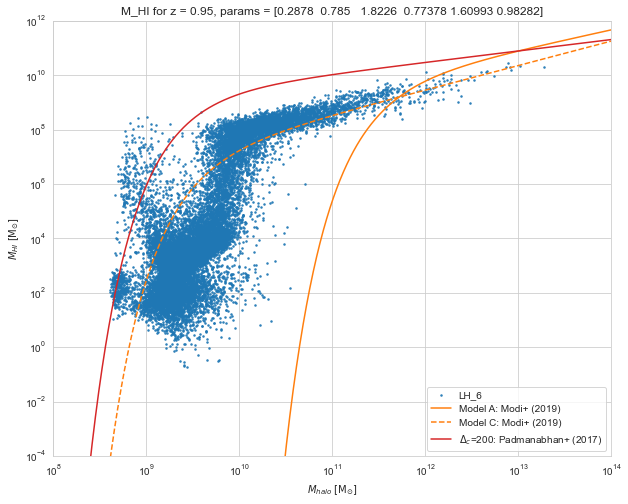 M_HI for z = 0.95, params = [0.2878 0.785 1.8226 0.77378 1.60993 0.98282]
10^12
10^10
10^8
10^6
10^4
10^2
10^0
10^−2
10^−4
M_HI [M_⊙]
LH_6
Model A: Modi+ (2019)
Model C: Modi+ (2019)
Δ_c=200: Padmanabhan+ (2017)
10^8 10^9 10^10 10^11 10^12 10^13 10^14
M_halo [M_⊙]